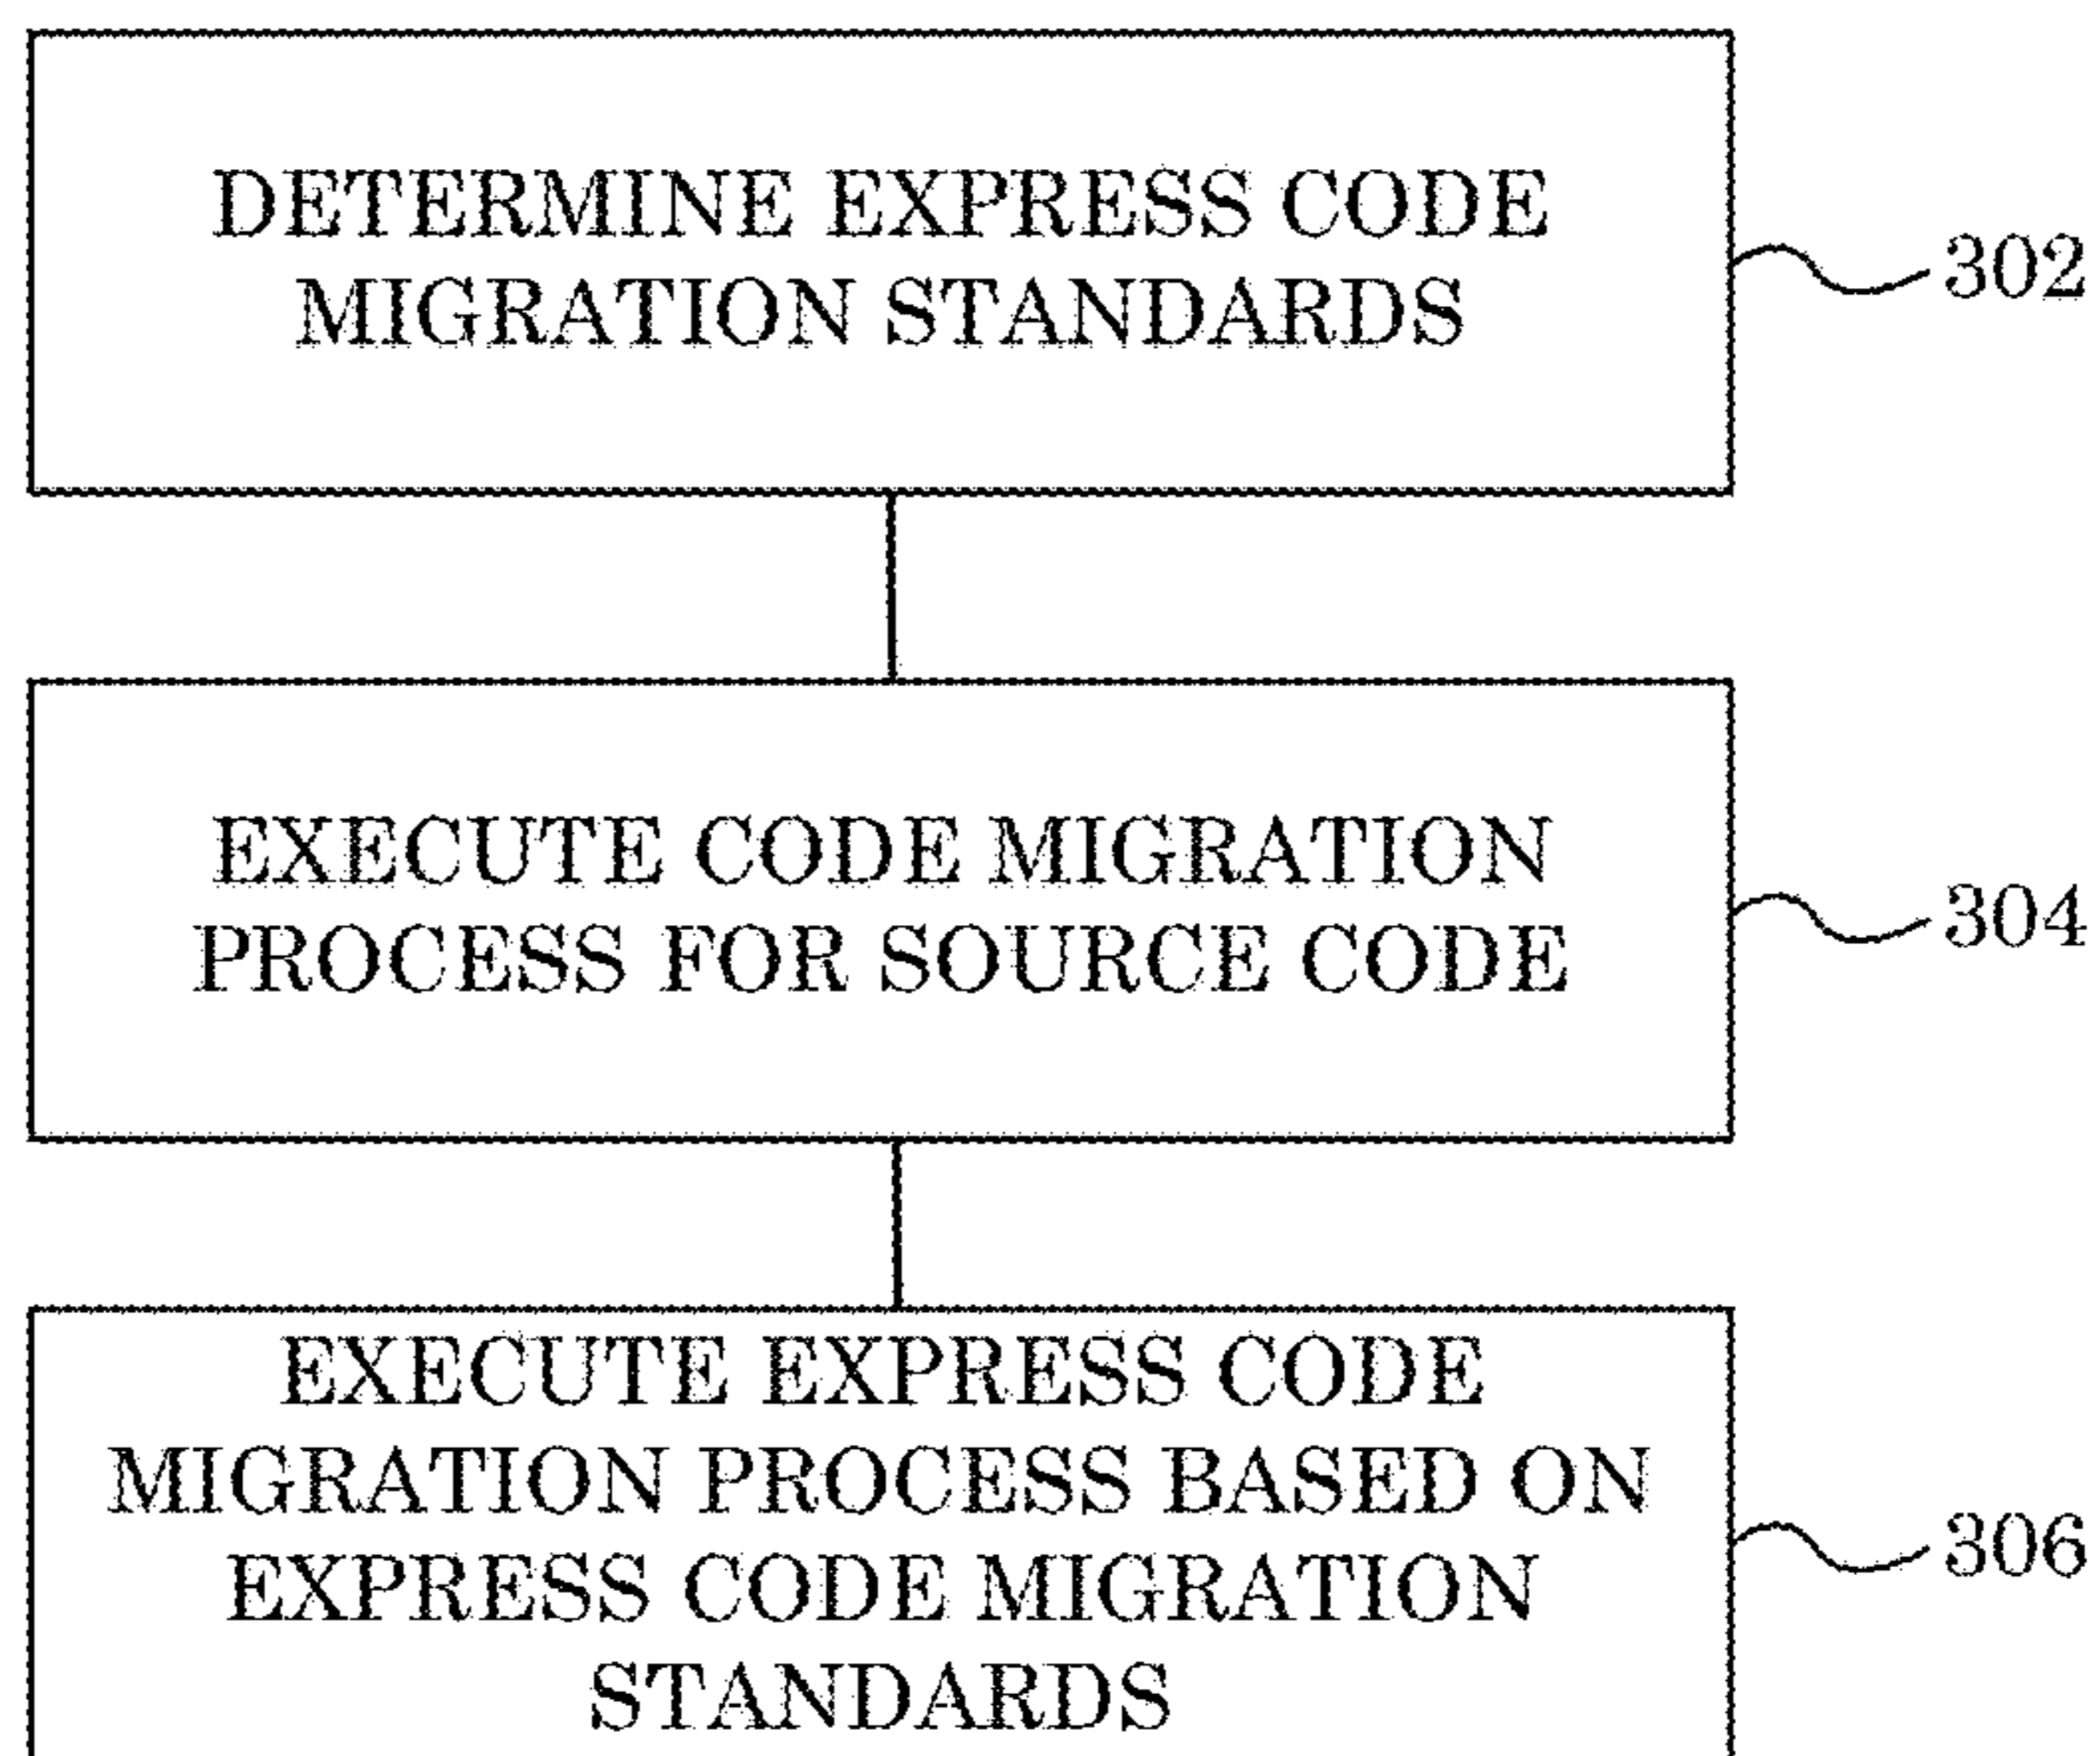 DETERMINE EXPRESS CODE
MIGRATION STANDARDS
302
EXECUTE CODE MIGRATION
PROCESS FOR SOURCE CODE
304
EXECUTE EXPRESS CODE
MIGRATION PROCESS BASED ON
EXPRESS CODE MIGRATION
STANDARDS
306